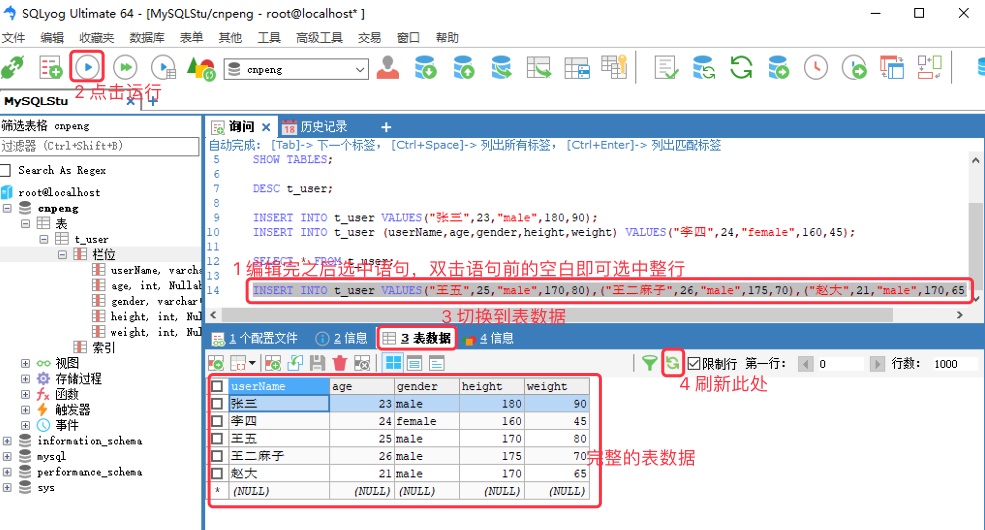 SQLyog Ultimate 64 - [MySQLStu/cnpeng - root@localhost* ]
文件 编辑 收藏夹 数据库 表单 其他 工具 高级工具 交易 窗口 帮助
cnpeng
2 点击运行
MySQLStu
筛选表格 cnpeng
过滤器 (Ctrl+Shift+B)
Search As Regex
root@localhost
cnpeng
表
t_user
栏位
userName, varcha
age, int, Nullab
gender, varchar
height, int, Nul
weight, int, Nul
索引
视图
存储过程
函数
触发器
事件
information_schema
mysql
performance_schema
sys
询问
18 历史记录
自动完成: [Tab]-> 下一个标签, [Ctrl+Space]-> 列出所有标签, [Ctrl+Enter]-> 列出匹配标签
5 SHOW TABLES;
6
7 DESC t_user;
8
9 INSERT INTO t_user VALUES("张三",23,"male",180,90);
10 INSERT INTO t_user (userName,age,gender,height,weight) VALUES("李四",24,"female",160,45);
11
12 SELECT * FROM t_user;
1 编辑完之后选中语句，双击语句前的空白即可选中整行
14 INSERT INTO t_user VALUES("王五",25,"male",170,80),("王二麻子",26,"male",175,70),("赵大",21,"male",170,65
3 切换到表数据
1 个配置文件 2 信息 3 表数据 4 信息
限制行 第一行: 0 行数: 1000
4 刷新此处
userName age gender height weight
张三 23 male 180 90
李四 24 female 160 45
王五 25 male 170 80
王二麻子 26 male 175 70
赵大 21 male 170 65
* (NULL) (NULL) (NULL) (NULL) (NULL)
完整的表数据